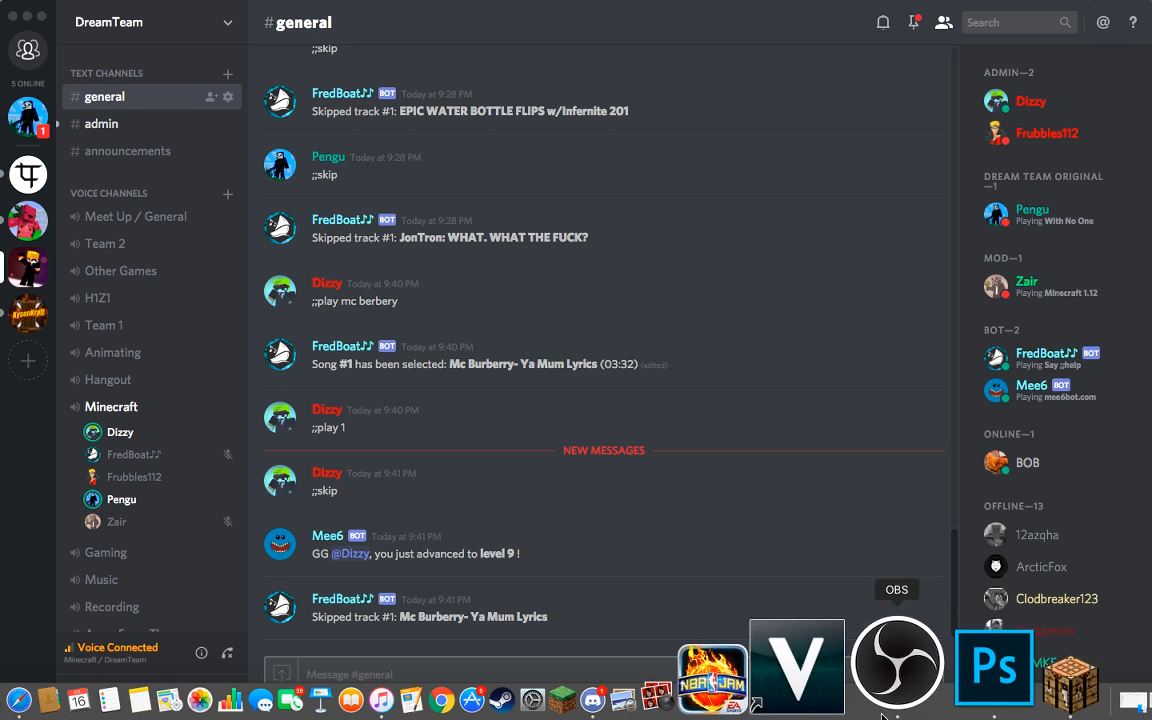 DreamTeam
5 ONLINE
1
TEXT CHANNELS
# general
# admin
# announcements
VOICE CHANNELS
Meet Up / General
Team 2
Other Games
H1Z1
Team 1
Animating
Hangout
Minecraft
Dizzy
FredBoat♪♪
Frubbles112
Pengu
Zair
Gaming
Music
Recording
Voice Connected
Minecraft / DreamTeam
#general
Search
;;skip
FredBoat♪♪ BOT Today at 9:28 PM
Skipped track #1: EPIC WATER BOTTLE FLIPS w/Infernite 201
Pengu Today at 9:28 PM
;;skip
FredBoat♪♪ BOT Today at 9:28 PM
Skipped track #1: JonTron: WHAT. WHAT THE FUCK?
Dizzy Today at 9:40 PM
;;play mc berbery
FredBoat♪♪ BOT Today at 9:40 PM
Song #1 has been selected: Mc Burberry- Ya Mum Lyrics (03:32) (edited)
Dizzy Today at 9:40 PM
;;play 1
NEW MESSAGES
Dizzy Today at 9:41 PM
;;skip
Mee6 BOT Today at 9:41 PM
GG @Dizzy, you just advanced to level 9 !
FredBoat♪♪ BOT Today at 9:41 PM
Skipped track #1: Mc Burberry- Ya Mum Lyrics
Message #general
ADMIN—2
Dizzy
Frubbles112
DREAM TEAM ORIGINAL
—1
Pengu
Playing With No One
MOD—1
Zair
Playing Minecraft 1.12
BOT—2
FredBoat♪♪ BOT
Playing Say ;;help
Mee6 BOT
Playing mee6bot.com
ONLINE—1
BOB
OFFLINE—13
12azqha
ArcticFox
Clodbreaker123
OBS
NBA JAM
EA SPORTS
V
Ps
16